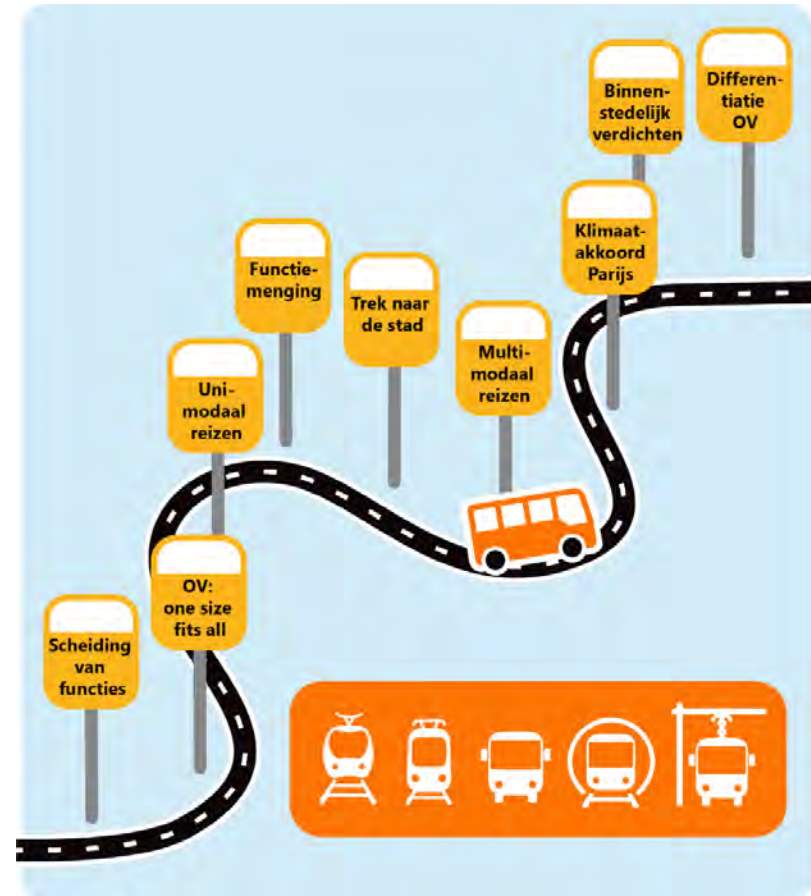 Scheiding
van
functies
OV:
one size
fits all
Uni-
modaal
reizen
Functie-
menging
Trek naar
de stad
Multi-
modaal
reizen
Klimaat-
akkoord
Parijs
Binnen-
stedelijk
verdichten
Differen-
tiatie
OV